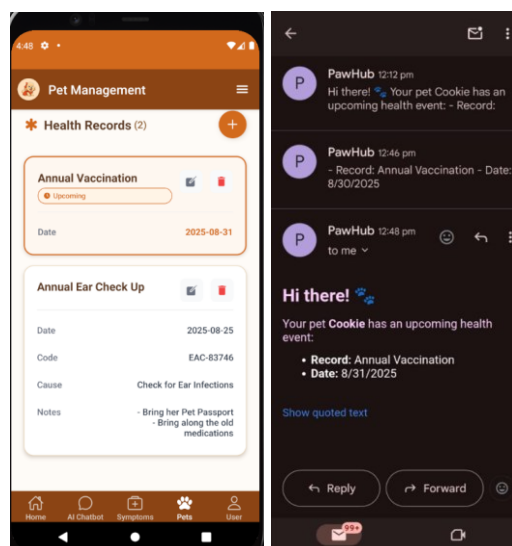 4:48
Pet Management
Health Records (2)
+
Annual Vaccination
Upcoming
Date 2025-08-31
Annual Ear Check Up
Date 2025-08-25
Code EAC-83746
Cause Check for Ear Infections
Notes - Bring her Pet Passport
- Bring along the old
medications
Home AI Chatbot Symptoms Pets User
P
PawHub 12:12 pm
Hi there! 🐾 Your pet Cookie has an
upcoming health event: - Record:
P
PawHub 12:46 pm
- Record: Annual Vaccination - Date:
8/30/2025
P
PawHub 12:48 pm
to me
Hi there! 🐾
Your pet Cookie has an upcoming health
event:
• Record: Annual Vaccination
• Date: 8/31/2025
Show quoted text
Reply
Forward
99+